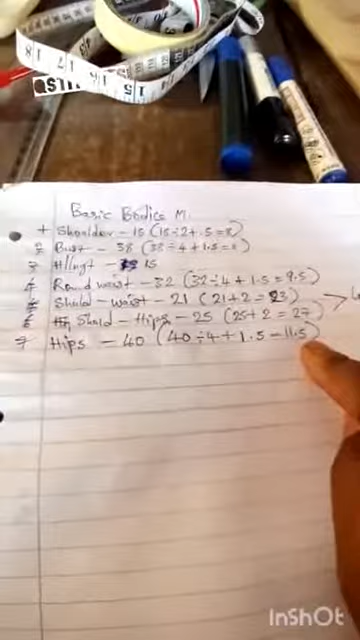 Basic Bodice M.
1 Shoulder - 15 (15÷2+.5=8)
2 Bust - 38 (38÷4+1.5=
3 H/lngt - 15
4 Round waist - 32 (32÷4+1.5=9.5)
5 Shold - waist - 21 (21+2=23)
6 Shold - Hips - 25 (25+2=27)
7 Hips - 40 (40÷4+1.5-11.5)
InShOt